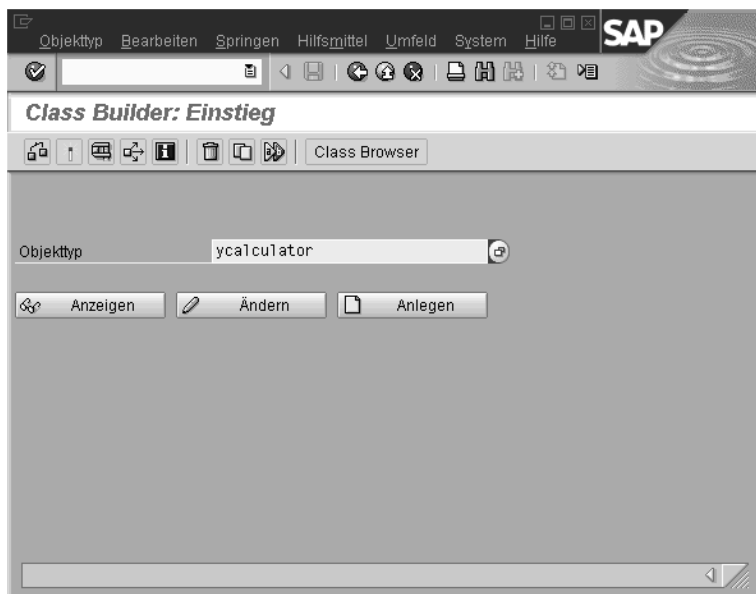 Objekttyp Bearbeiten Springen Hilfsmittel Umfeld System Hilfe
SAP
Class Builder: Einstieg
Class Browser
Objekttyp ycalculator
Anzeigen Ändern Anlegen